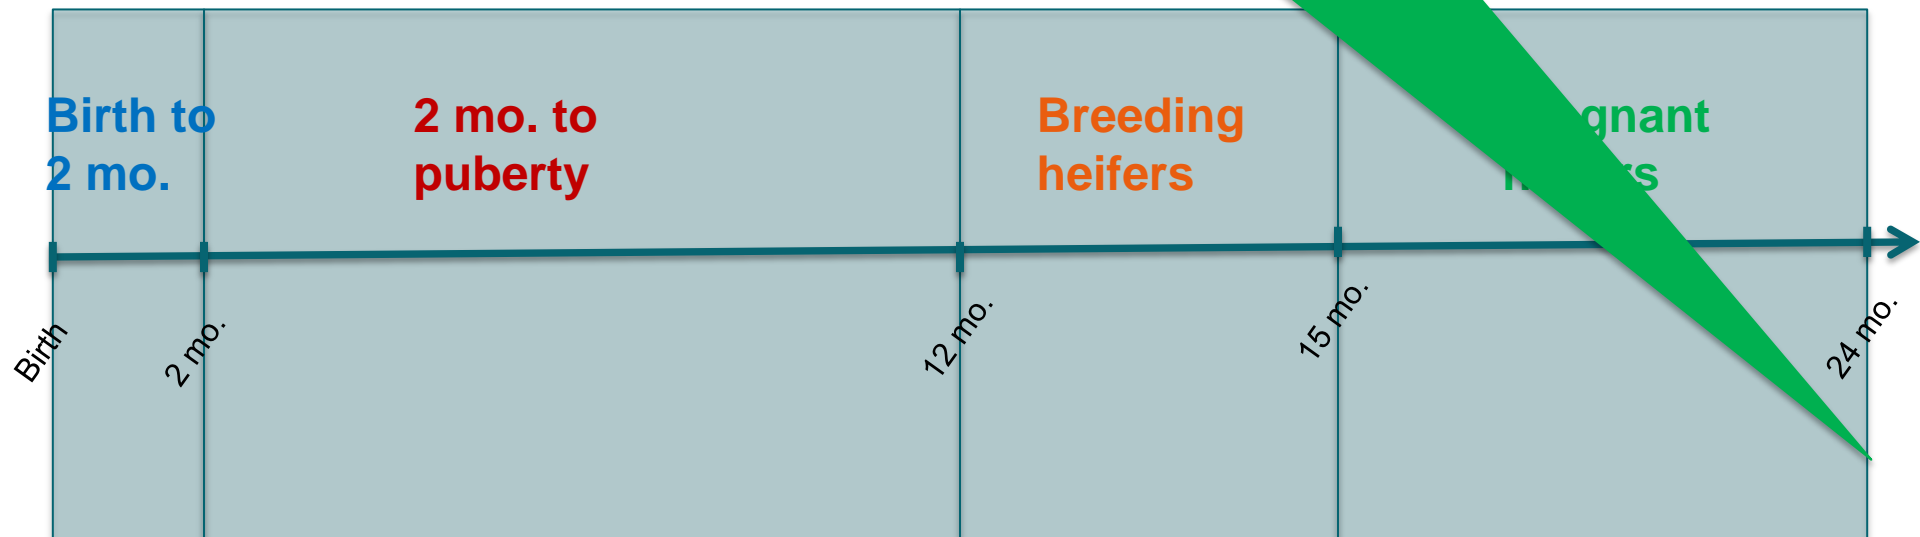 Birth to
2 mo.
2 mo. to
puberty
Breeding
heifers
Birth
2 mo.
12 mo.
15 mo.
24 mo.